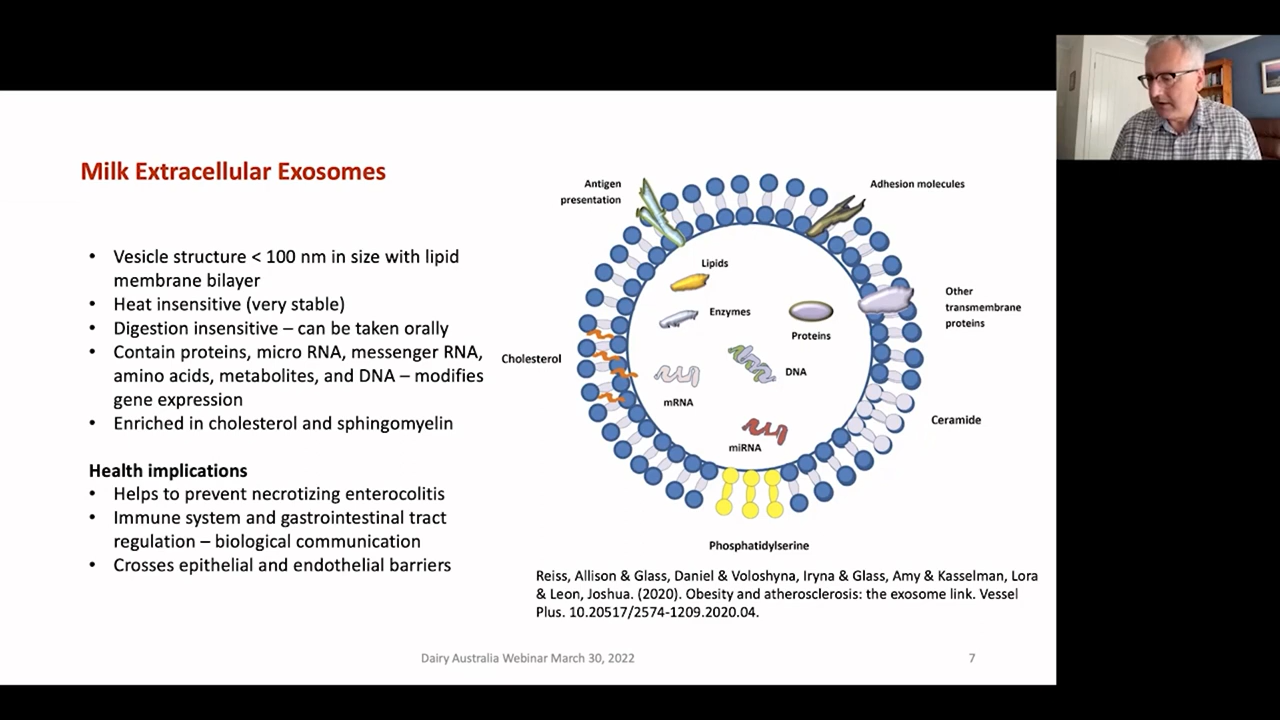 Milk Extracellular Exosomes
• Vesicle structure < 100 nm in size with lipid
membrane bilayer
• Heat insensitive (very stable)
• Digestion insensitive – can be taken orally
• Contain proteins, micro RNA, messenger RNA,
amino acids, metabolites, and DNA – modifies
gene expression
• Enriched in cholesterol and sphingomyelin
Health implications
• Helps to prevent necrotizing enterocolitis
• Immune system and gastrointestinal tract
regulation – biological communication
• Crosses epithelial and endothelial barriers
Antigen
presentation
Adhesion molecules
Lipids
Enzymes
Proteins
Other
transmembrane
proteins
Cholesterol
DNA
mRNA
miRNA
Ceramide
Phosphatidylserine
Reiss, Allison & Glass, Daniel & Voloshyna, Iryna & Glass, Amy & Kasselman, Lora
& Leon, Joshua. (2020). Obesity and atherosclerosis: the exosome link. Vessel
Plus. 10.20517/2574-1209.2020.04.
Dairy Australia Webinar March 30, 2022
7